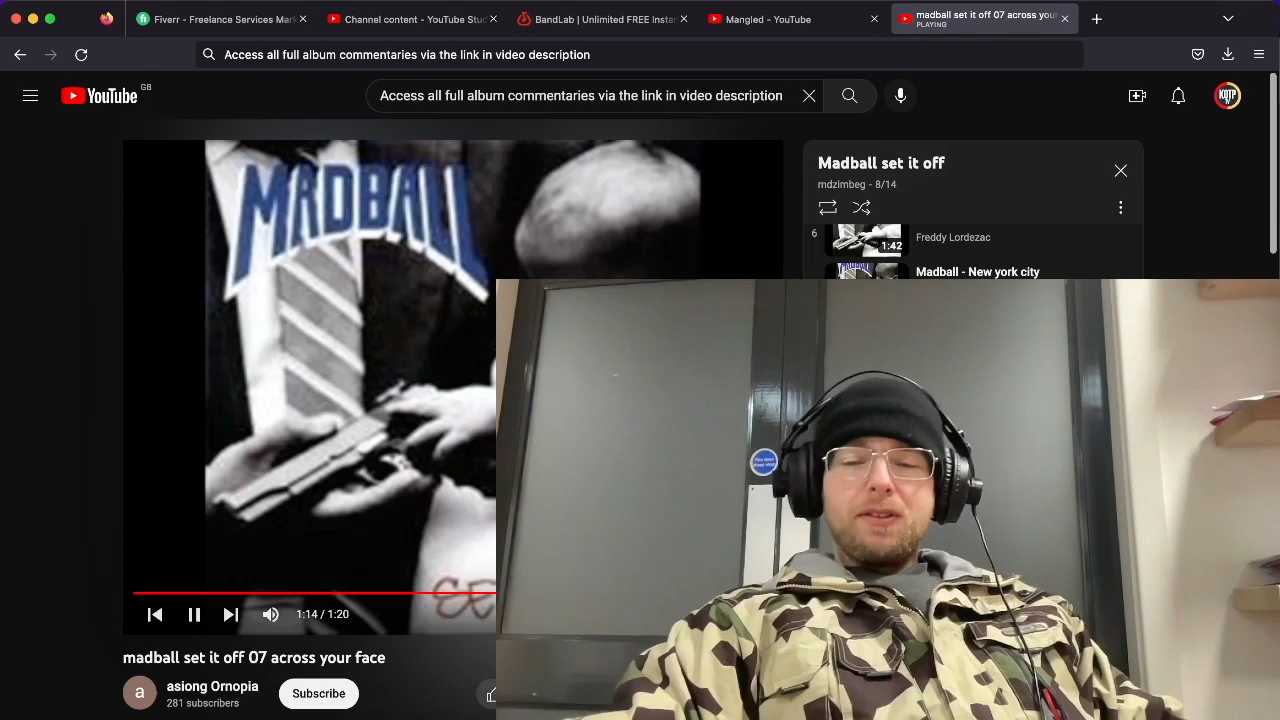 Fiverr - Freelance Services Mark
Channel content - YouTube Stud
BandLab | Unlimited FREE Instan
Mangled - YouTube
madball set it off 07 across your
PLAYING
Access all full album commentaries via the link in video description
YouTube GB
Access all full album commentaries via the link in video description
MADBALL
Madball set it off
mdzimbeg - 8/14
6
1:42
Freddy Lordezac
Madball - New york city
1:14 / 1:20
madball set it off 07 across your face
a
asiong Ornopia
281 subscribers
Subscribe